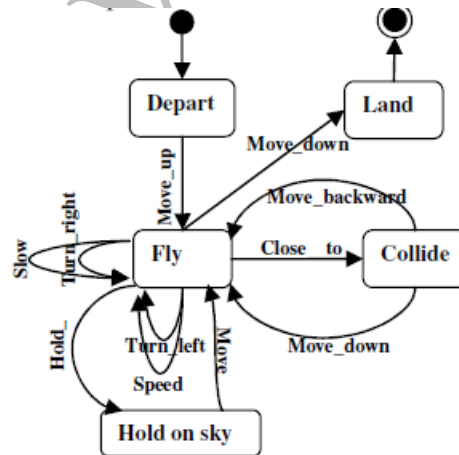 Depart
Land
Move_up
Move_down
Turn_right
Move_backward
Slow
Fly
Close to
Collide
Hold_
Turn_left
Move
Move_down
Speed
Hold on sky